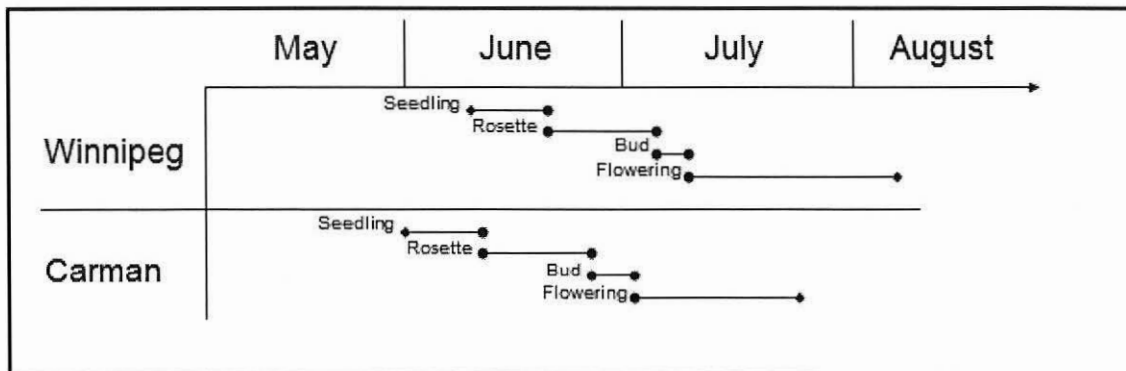 May June July August
Seedling
Rosette
Winnipeg
Bud
Flowering
Seedling
Rosette
Carman
Bud
Flowering